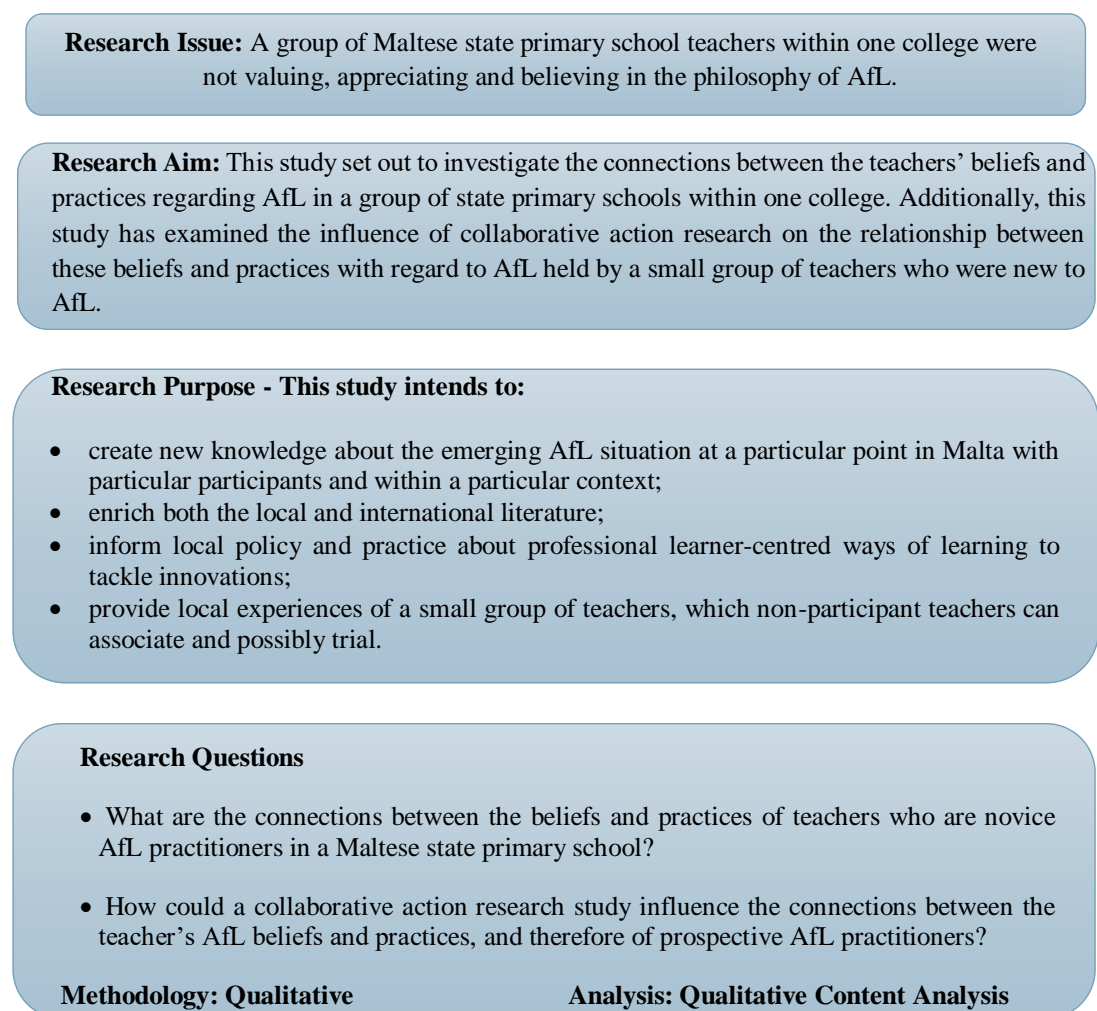 Research Issue: A group of Maltese state primary school teachers within one college were
not valuing, appreciating and believing in the philosophy of AfL.
Research Aim: This study set out to investigate the connections between the teachers’ beliefs and
practices regarding AfL in a group of state primary schools within one college. Additionally, this
study has examined the influence of collaborative action research on the relationship between
these beliefs and practices with regard to AfL held by a small group of teachers who were new to
AfL.
Research Purpose - This study intends to:
• create new knowledge about the emerging AfL situation at a particular point in Malta with
particular participants and within a particular context;
• enrich both the local and international literature;
• inform local policy and practice about professional learner-centred ways of learning to
tackle innovations;
• provide local experiences of a small group of teachers, which non-participant teachers can
associate and possibly trial.
Research Questions
• What are the connections between the beliefs and practices of teachers who are novice
AfL practitioners in a Maltese state primary school?
• How could a collaborative action research study influence the connections between the
teacher’s AfL beliefs and practices, and therefore of prospective AfL practitioners?
Methodology: Qualitative Analysis: Qualitative Content Analysis